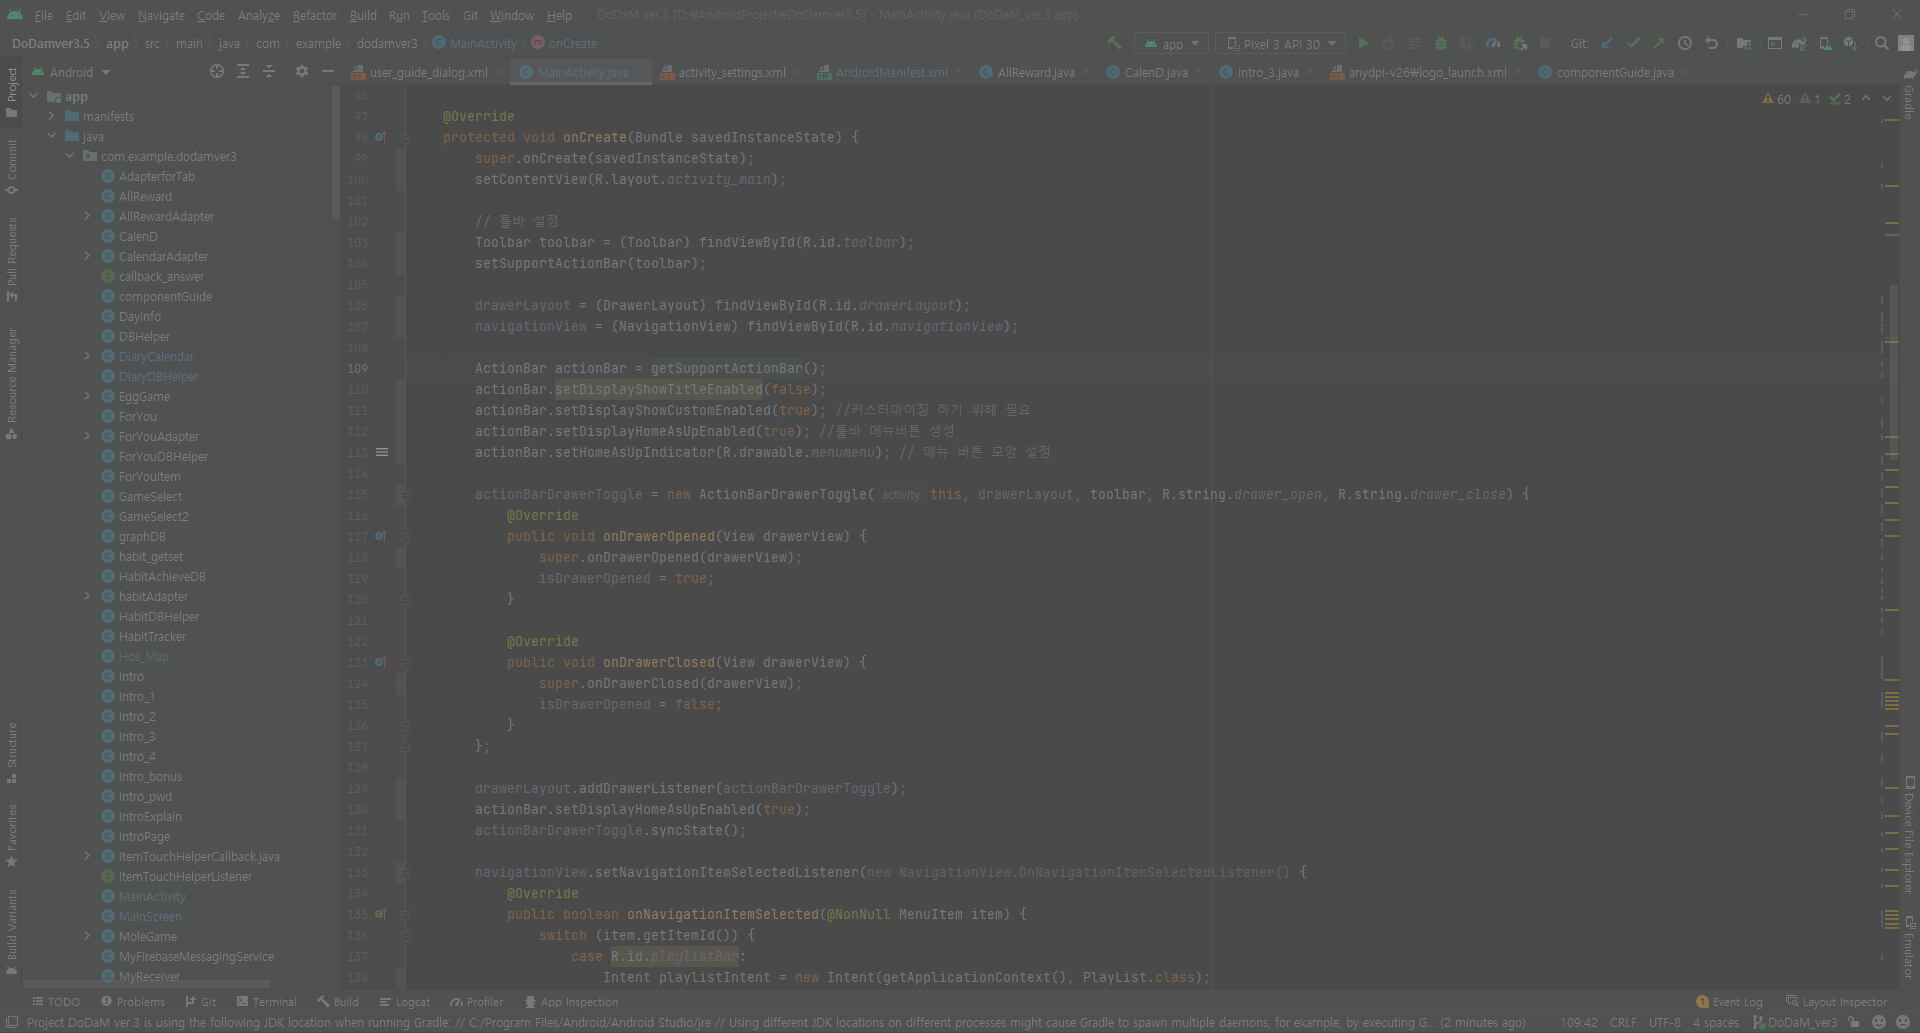 File Edit View Navigate Code Analyze Refactor Build Run Tools Git Window Help DoDaM ver.3 [D:₩AndroidProject₩DoDamver3.5] - MainActivity.java [DoDaM_ver.3.app]
DoDamver3.5 app src main java com example dodamver3 MainActivity onCreate app Pixel 3 API 30 Git:
Android user_guide_dialog.xml MainActivity.java activity_settings.xml AndroidManifest.xml AllReward.java CalenD.java Intro_3.java anydpi-v26₩logo_launch.xml componentGuide.java
Project
Commit
Pull Requests
Resource Manager
Structure
Favorites
Build Variants
app
manifests
java
com.example.dodamver3
AdapterforTab
AllReward
AllRewardAdapter
CalenD
CalendarAdapter
callback_answer
componentGuide
DayInfo
DBHelper
DiaryCalendar
DiaryDBHelper
EggGame
ForYou
ForYouAdapter
ForYouDBHelper
ForYouItem
GameSelect
GameSelect2
graphDB
habit_getset
HabitAchieveDB
habitAdapter
HabitDBHelper
HabitTracker
Hos_Map
Intro
Intro_1
Intro_2
Intro_3
Intro_4
Intro_bonus
Intro_pwd
IntroExplain
IntroPage
ItemTouchHelperCallback.java
ItemTouchHelperListener
MainActivity
MainScreen
MoleGame
MyFirebaseMessagingService
MyReceiver
60 1 2
96
97 @Override
98 protected void onCreate(Bundle savedInstanceState) {
99 super.onCreate(savedInstanceState);
100 setContentView(R.layout.activity_main);
101
102 // 툴바 설정
103 Toolbar toolbar = (Toolbar) findViewById(R.id.toolbar);
104 setSupportActionBar(toolbar);
105
106 drawerLayout = (DrawerLayout) findViewById(R.id.drawerLayout);
107 navigationView = (NavigationView) findViewById(R.id.navigationView);
108
109 ActionBar actionBar = getSupportActionBar();
110 actionBar.setDisplayShowTitleEnabled(false);
111 actionBar.setDisplayShowCustomEnabled(true); //커스터마이징 하기 위해 필요
112 actionBar.setDisplayHomeAsUpEnabled(true); //툴바 메뉴버튼 생성
113 actionBar.setHomeAsUpIndicator(R.drawable.menumenu); // 메뉴 버튼 모양 설정
114
115 actionBarDrawerToggle = new ActionBarDrawerToggle( activity: this, drawerLayout, toolbar, R.string.drawer_open, R.string.drawer_close) {
116 @Override
117 public void onDrawerOpened(View drawerView) {
118 super.onDrawerOpened(drawerView);
119 isDrawerOpened = true;
120 }
121
122 @Override
123 public void onDrawerClosed(View drawerView) {
124 super.onDrawerClosed(drawerView);
125 isDrawerOpened = false;
126 }
127 };
128
129 drawerLayout.addDrawerListener(actionBarDrawerToggle);
130 actionBar.setDisplayHomeAsUpEnabled(true);
131 actionBarDrawerToggle.syncState();
132
133 navigationView.setNavigationItemSelectedListener(new NavigationView.OnNavigationItemSelectedListener() {
134 @Override
135 public boolean onNavigationItemSelected(@NonNull MenuItem item) {
136 switch (item.getItemId()) {
137 case R.id.playlistBar:
138 Intent playlistIntent = new Intent(getApplicationContext(), PlayList.class);
Gradle
Device File Explorer
Emulator
TODO Problems Git Terminal Build Logcat Profiler App Inspection 1 Event Log Layout Inspector
Project DoDaM ver.3 is using the following JDK location when running Gradle: // C:/Program Files/Android/Android Studio/jre // Using different JDK locations on different processes might cause Gradle to spawn multiple daemons, for example, by executing G... (2 minutes ago) 109:42 CRLF UTF-8 4 spaces DoDaM_ver3